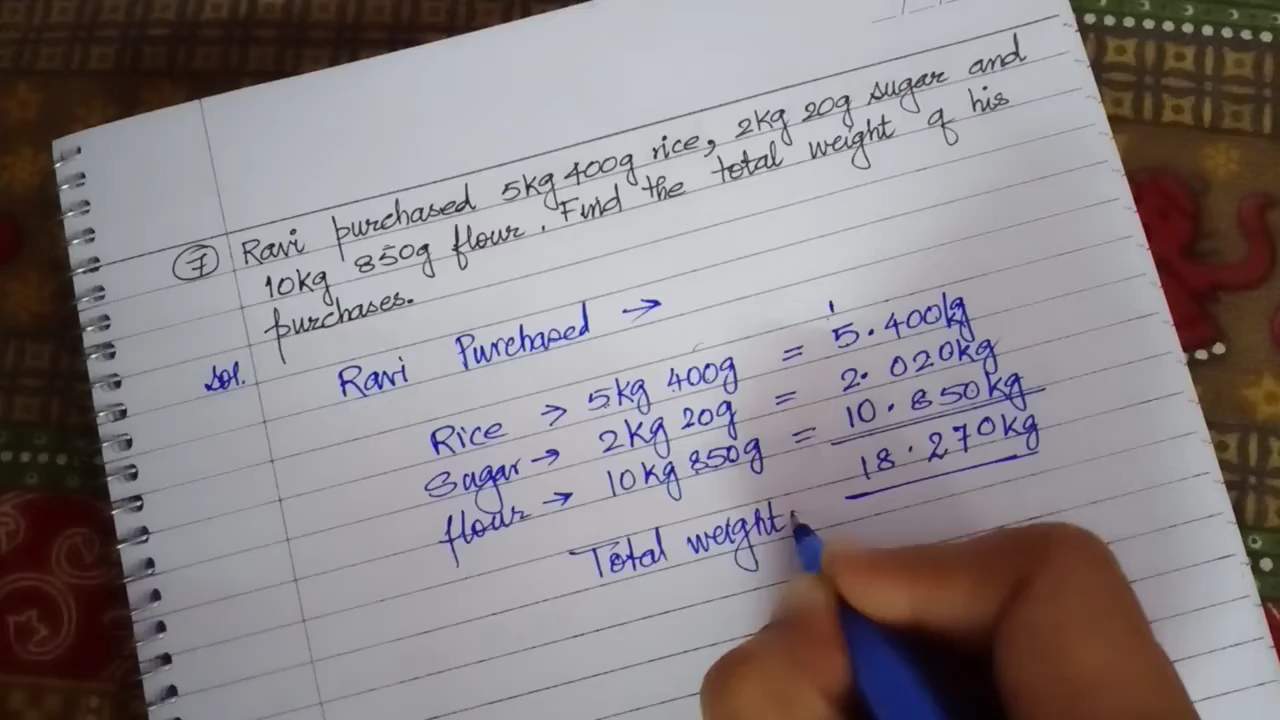 7 Ravi purchased 5kg 400g rice, 2kg 20g sugar and
10kg 850g flour. Find the total weight of his
purchases.
Sol. Ravi Purchased →
Rice → 5kg 400g = 5.400kg
Sugar → 2kg 20g = 2.020kg
flour → 10kg 850g = 10.850kg
18.270kg
Total weight